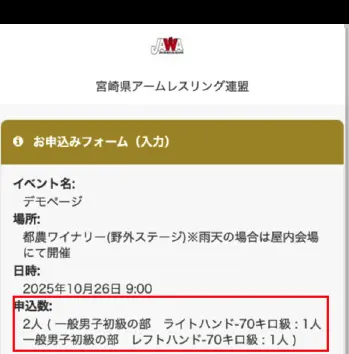 JAWA
宮崎県アームレスリング連盟
お申込みフォーム（入力）
イベント名:
デモページ
場所:
都農ワイナリー(野外ステージ)※雨天の場合は屋内会場
にて開催
日時:
2025年10月26日 9:00
申込数:
2人 ( 一般男子初級の部　ライトハンド-70キロ級 : 1人
一般男子初級の部　レフトハンド-70キロ級 : 1人 )